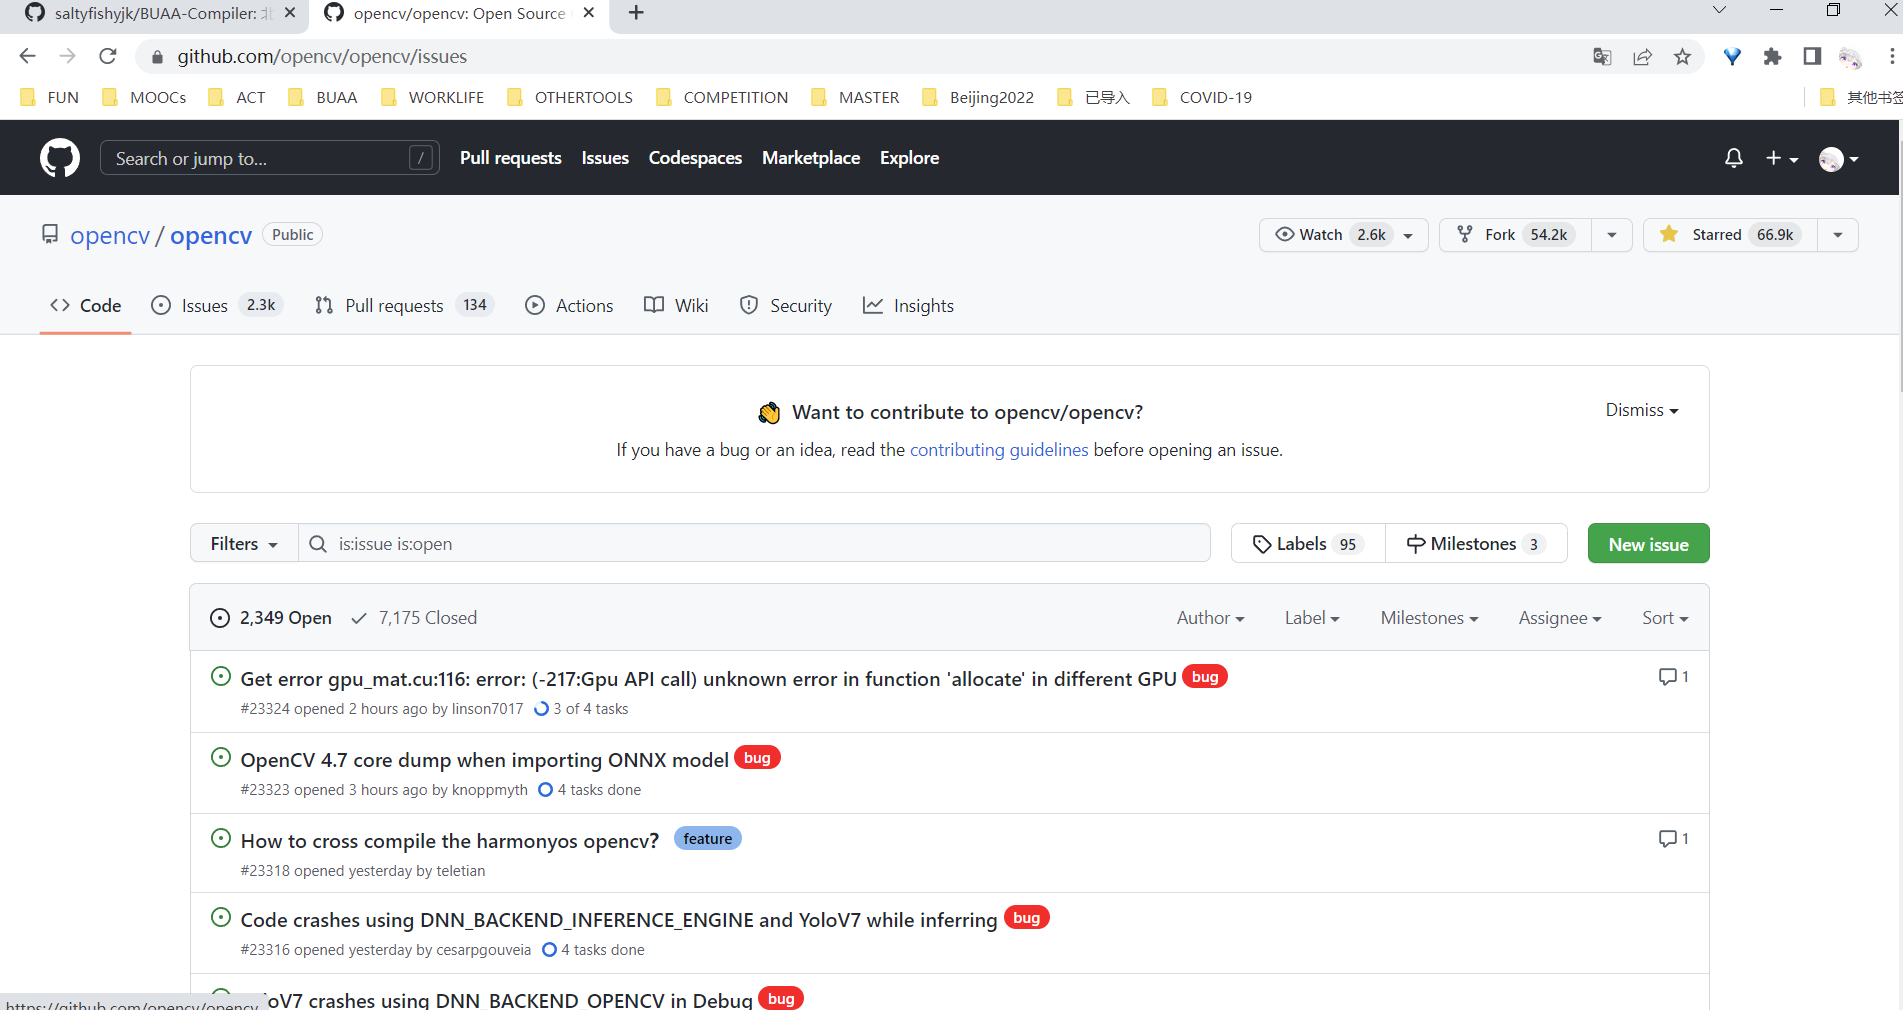 saltyfishyjk/BUAA-Compiler: 北
opencv/opencv: Open Source
github.com/opencv/opencv/issues
FUN MOOCs ACT BUAA WORKLIFE OTHERTOOLS COMPETITION MASTER Beijing2022 已导入 COVID-19 其他书签
Search or jump to... /
Pull requests Issues Codespaces Marketplace Explore
opencv / opencv Public
Watch 2.6k Fork 54.2k Starred 66.9k
Code Issues 2.3k Pull requests 134 Actions Wiki Security Insights
Want to contribute to opencv/opencv?
Dismiss
If you have a bug or an idea, read the contributing guidelines before opening an issue.
Filters is:issue is:open Labels 95 Milestones 3 New issue
2,349 Open 7,175 Closed Author Label Milestones Assignee Sort
Get error gpu_mat.cu:116: error: (-217:Gpu API call) unknown error in function 'allocate' in different GPU bug 1
#23324 opened 2 hours ago by linson7017 3 of 4 tasks
OpenCV 4.7 core dump when importing ONNX model bug
#23323 opened 3 hours ago by knoppmyth 4 tasks done
How to cross compile the harmonyos opencv? feature 1
#23318 opened yesterday by teletian
Code crashes using DNN_BACKEND_INFERENCE_ENGINE and YoloV7 while inferring bug
#23316 opened yesterday by cesarpgouveia 4 tasks done
loV7 crashes using DNN_BACKEND_OPENCV in Debug bug
https://github.com/opencv/opencv